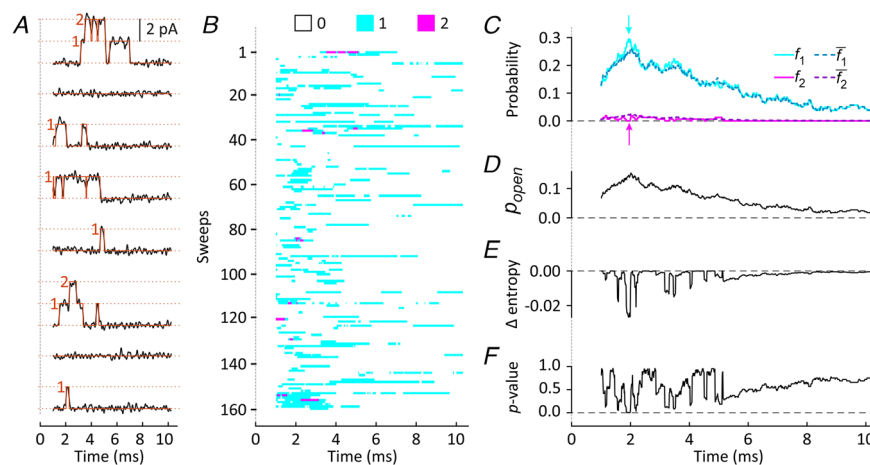 A
2
1
2 pA
1
1
1
2
1
1
0 2 4 6 8 10
Time (ms)
B
0 1 2
1
20
40
60
80
100
120
140
160
Sweeps
0 2 4 6 8 10
Time (ms)
C
0.3
0.2
0.1
0.0
Probability
f1 f̅1
f2 f̅2
D
0.1
0.0
popen
E
0.00
-0.02
Δ entropy
F
1.0
0.5
0.0
p-value
0 2 4 6 8 10
Time (ms)